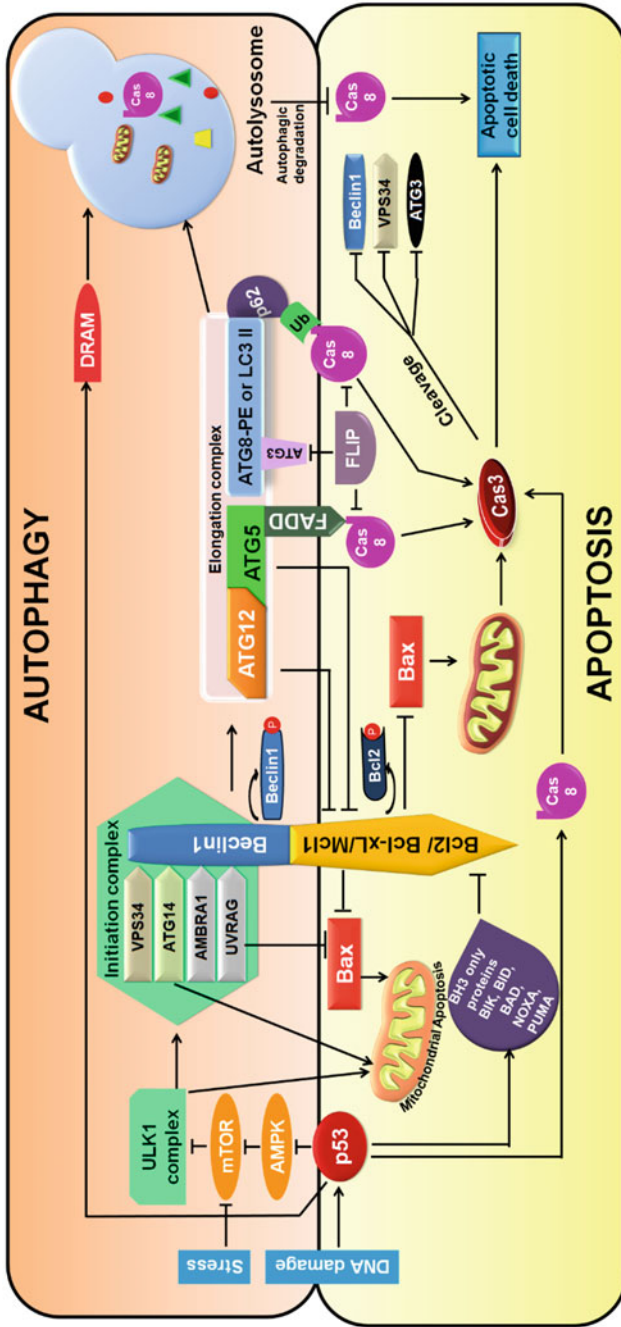 AUTOPHAGY
Stress
DNA damage
ULK1
complex
mTOR
AMPK
p53
DRAM
Initiation complex
VPS34
ATG14
AMBRA1
UVRAG
Beclin1
Bcl2/ Bcl-xL/Mcl1
Beclin1
P
Bcl2
P
Bax
Mitochondrial Apoptosis
BH3 only
proteins
BIK, BID,
BAD,
NOXA,
PUMA
Bax
Elongation complex
ATG12
ATG5
FADD
Cas
8
ATG8-PE or LC3 II
ATG3
FLIP
p62
Ub
Cas
8
Cas
8
Autolysosome
Autophagic
degradation
Cas
8
Beclin1
VPS34
ATG3
Cleavage
Cas3
Cas
8
Apoptotic
cell death
APOPTOSIS